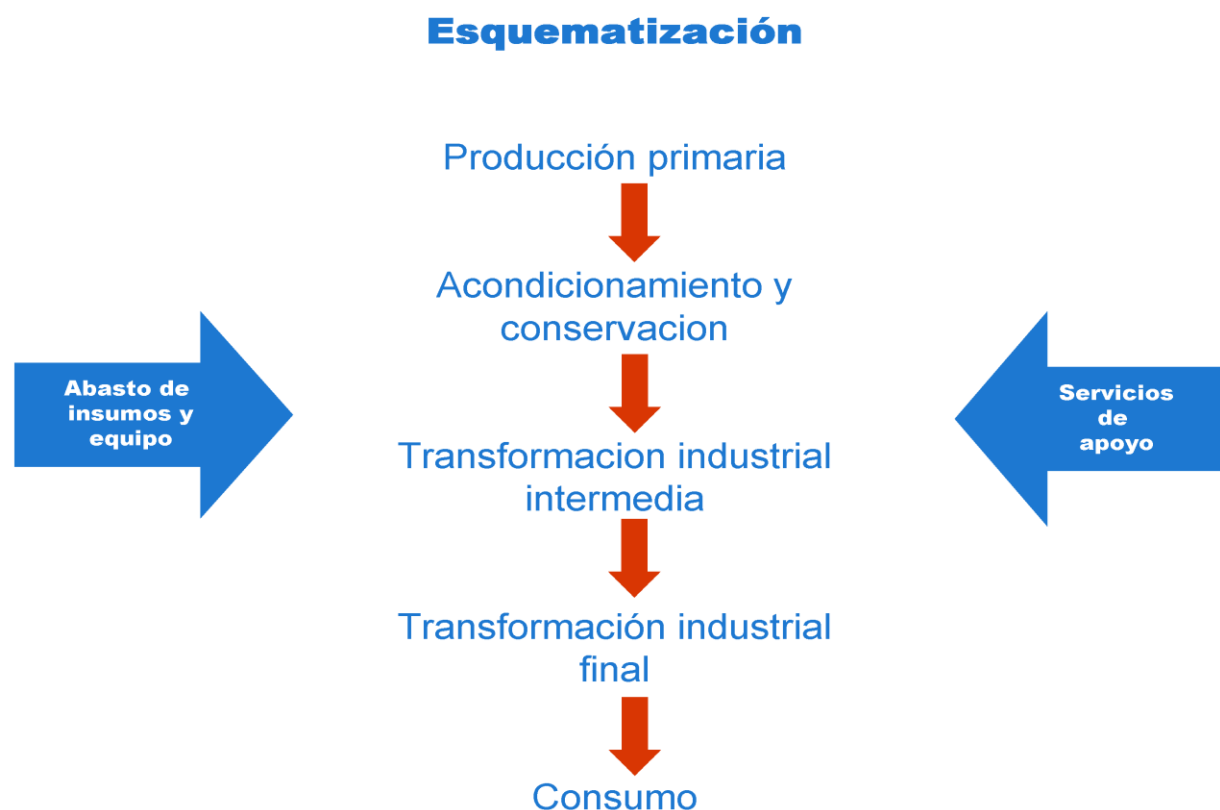 Esquematización
Producción primaria
Acondicionamiento y
conservacion
Abasto de
insumos y
equipo
Servicios
de
apoyo
Transformacion industrial
intermedia
Transformación industrial
final
Consumo